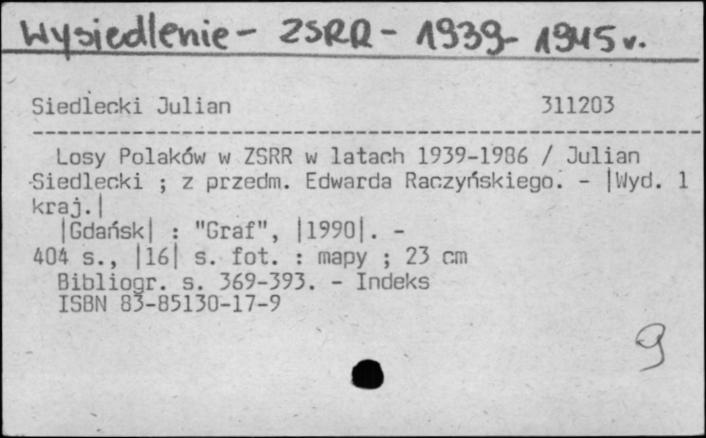 Wysiedlenie - ZSRR - 1939-1945 r.
Siedlecki Julian 311203
Losy Polaków w ZSRR w latach 1939-1986 / Julian
Siedlecki ; z przedm. Edwarda Raczyńskiego. - |Wyd. 1
kraj.|
|Gdańsk| : "Graf", |1990|. -
404 s., |16| s. fot. : mapy ; 23 cm
Bibliogr. s. 369-393. - Indeks
ISBN 83-85130-17-9
9